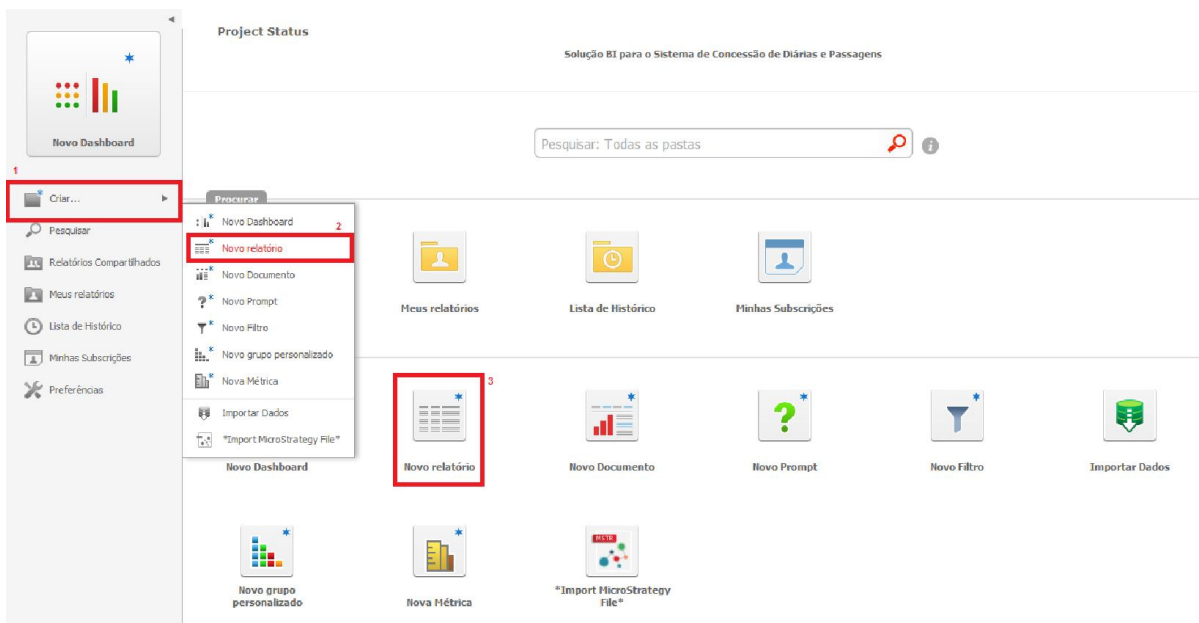 Project Status
Solução BI para o Sistema de Concessão de Diárias e Passagens
Novo Dashboard
1
Criar...
Pesquisar
Relatórios Compartilhados
Meus relatórios
Lista de Histórico
Minhas Subscrições
Preferências
Pesquisar: Todas as pastas
i
Procurar
Novo Dashboard
2
Novo relatório
Novo Documento
? Novo Prompt
Novo Filtro
Novo grupo personalizado
Nova Métrica
Importar Dados
*Import MicroStrategy File*
Meus relatórios
Lista de Histórico
Minhas Subscrições
3
?
Novo Dashboard
Novo relatório
Novo Documento
Novo Prompt
Novo Filtro
Importar Dados
MSTR
Novo grupo
personalizado
Nova Métrica
*Import MicroStrategy
File*